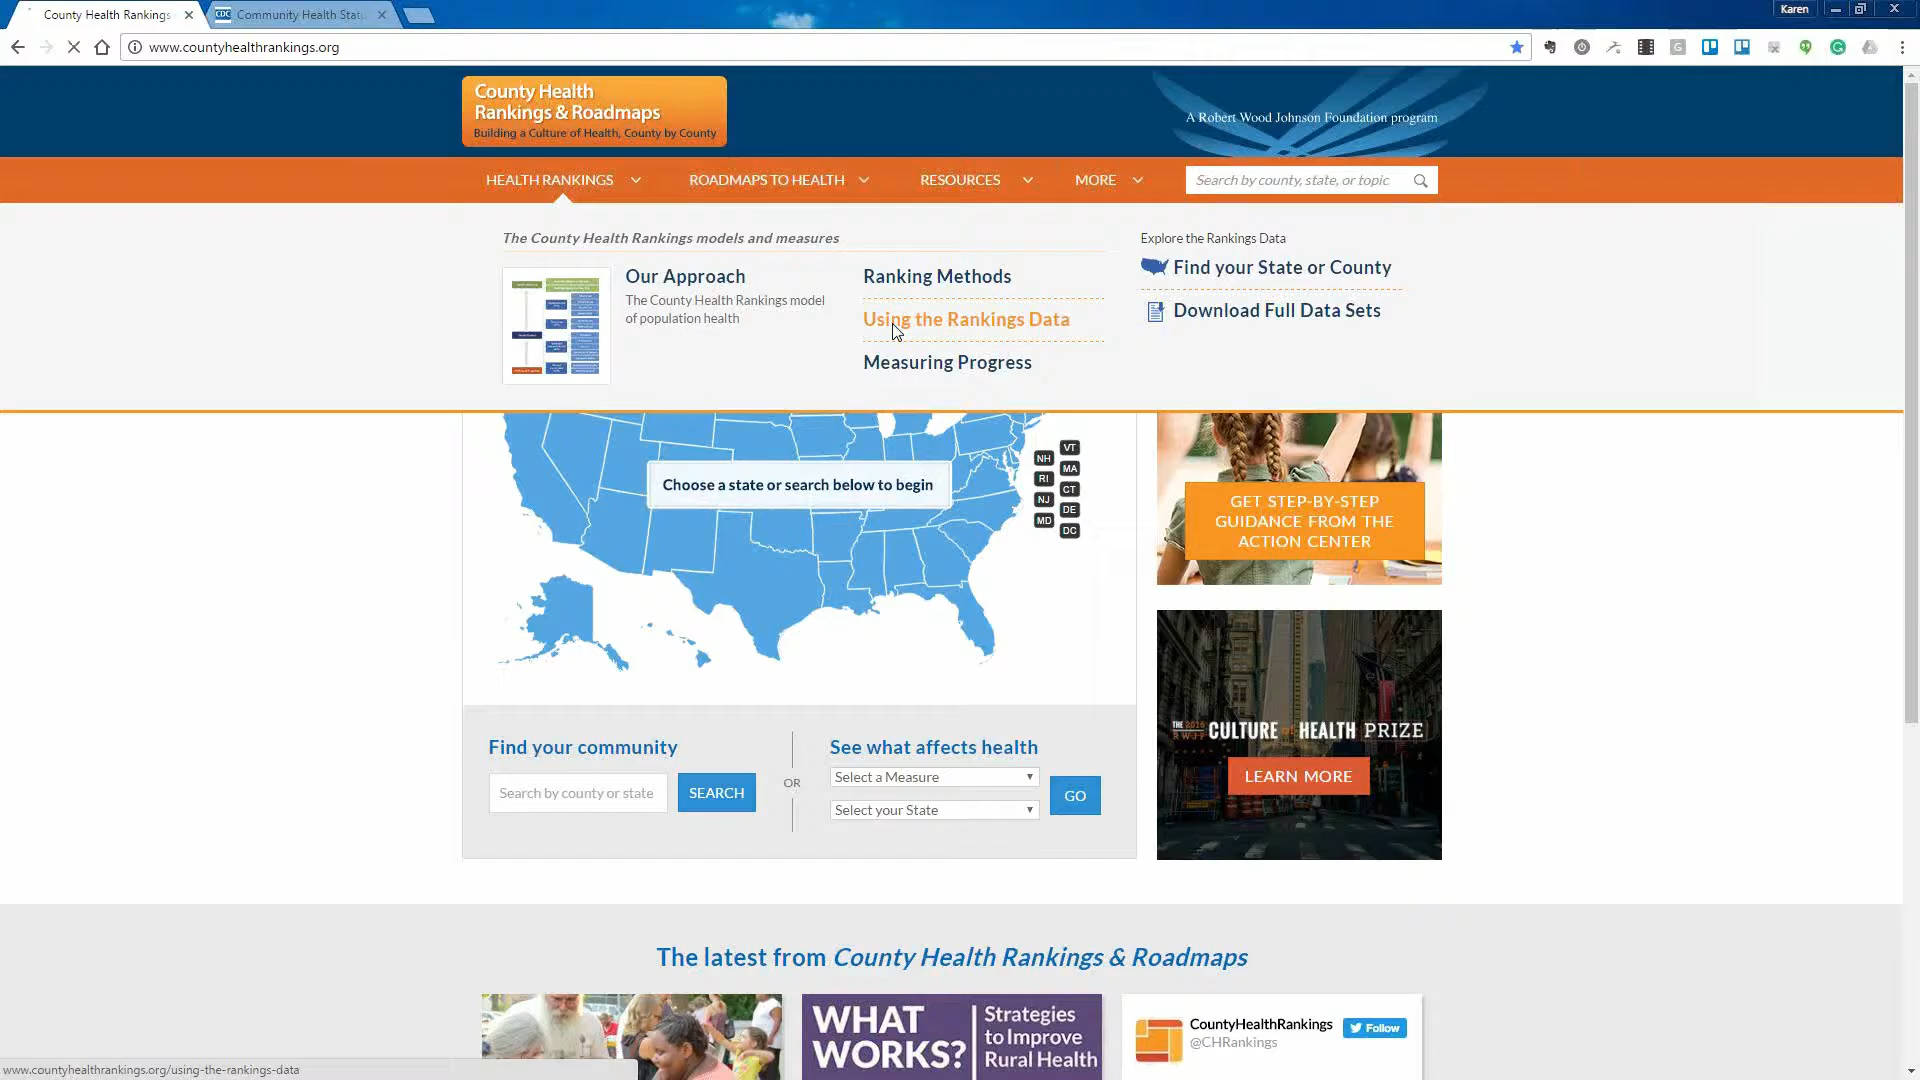 County Health Rankings
Community Health Statu
Karen
www.countyhealthrankings.org
County Health
Rankings & Roadmaps
Building a Culture of Health, County by County
A Robert Wood Johnson Foundation program
HEALTH RANKINGS
ROADMAPS TO HEALTH
RESOURCES
MORE
Search by county, state, or topic
The County Health Rankings models and measures
Our Approach
The County Health Rankings model
of population health
Ranking Methods
Using the Rankings Data
Measuring Progress
Explore the Rankings Data
Find your State or County
Download Full Data Sets
Choose a state or search below to begin
VT
NH
MA
RI
CT
NJ
DE
MD
DC
GET STEP-BY-STEP
GUIDANCE FROM THE
ACTION CENTER
THE 2016
RWJF
CULTURE of HEALTH PRIZE
LEARN MORE
Find your community
Search by county or state
SEARCH
OR
See what affects health
Select a Measure
Select your State
GO
The latest from County Health Rankings & Roadmaps
WHAT
WORKS?
Strategies
to Improve
Rural Health
CountyHealthRankings
@CHRankings
Follow
www.countyhealthrankings.org/using-the-rankings-data